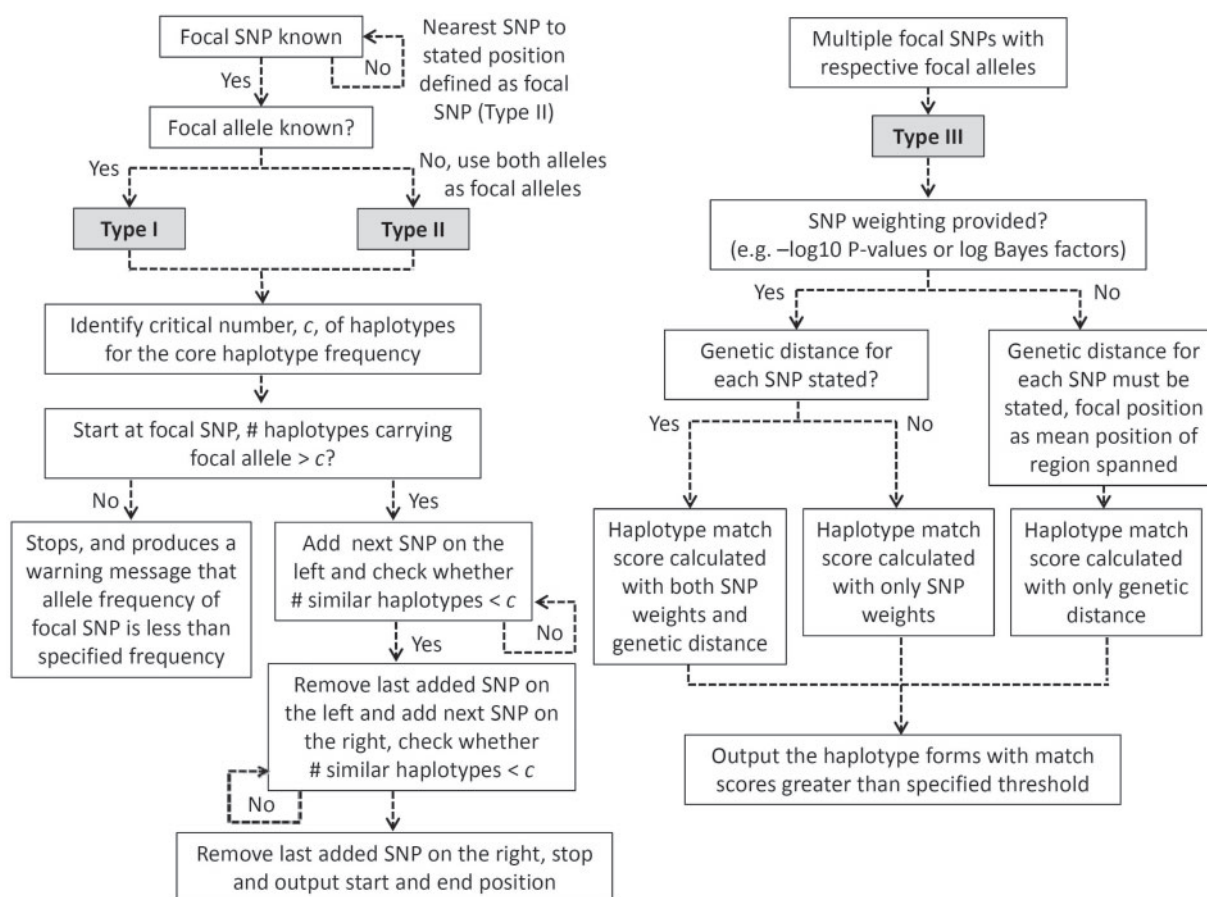 Focal SNP known
No
Nearest SNP to
stated position
defined as focal
SNP (Type II)
Yes
Focal allele known?
Yes
No, use both alleles
as focal alleles
Type I
Type II
Identify critical number, c, of haplotypes
for the core haplotype frequency
Start at focal SNP, # haplotypes carrying
focal allele > c?
No
Yes
Stops, and produces a
warning message that
allele frequency of
focal SNP is less than
specified frequency
Add next SNP on the
left and check whether
# similar haplotypes < c
No
Yes
Remove last added SNP on
the left and add next SNP on
the right, check whether
# similar haplotypes < c
No
Remove last added SNP on the right, stop
and output start and end position
Multiple focal SNPs with
respective focal alleles
Type III
SNP weighting provided?
(e.g. –log10 P-values or log Bayes factors)
Yes
No
Genetic distance for
each SNP stated?
Genetic distance for
each SNP must be
stated, focal position
as mean position of
region spanned
Yes
No
Haplotype match
score calculated
with both SNP
weights and
genetic distance
Haplotype match
score calculated
with only SNP
weights
Haplotype match
score calculated
with only genetic
distance
Output the haplotype forms with match
scores greater than specified threshold